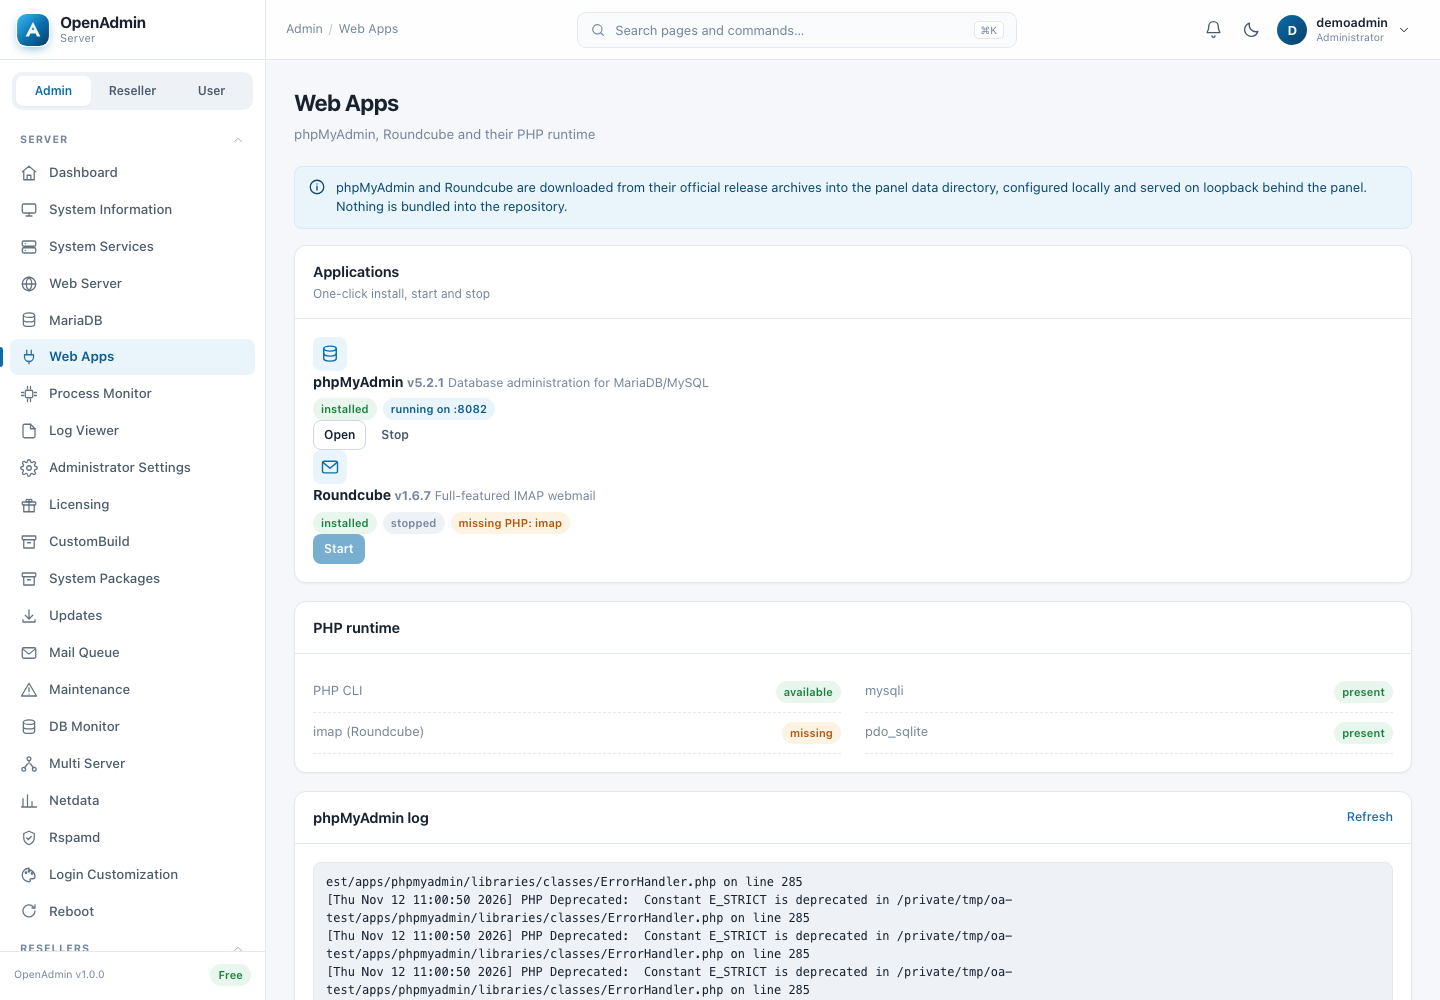 OpenAdmin
Server
Admin / Web Apps
Search pages and commands...
⌘K
D
demoadmin
Administrator
Admin
Reseller
User
SERVER
Dashboard
System Information
System Services
Web Server
MariaDB
Web Apps
Process Monitor
Log Viewer
Administrator Settings
Licensing
CustomBuild
System Packages
Updates
Mail Queue
Maintenance
DB Monitor
Multi Server
Netdata
Rspamd
Login Customization
Reboot
RESELLERS
OpenAdmin v1.0.0
Free
Web Apps
phpMyAdmin, Roundcube and their PHP runtime
phpMyAdmin and Roundcube are downloaded from their official release archives into the panel data directory, configured locally and served on loopback behind the panel.
Nothing is bundled into the repository.
Applications
One-click install, start and stop
phpMyAdmin v5.2.1 Database administration for MariaDB/MySQL
installed running on :8082
Open Stop
Roundcube v1.6.7 Full-featured IMAP webmail
installed stopped missing PHP: imap
Start
PHP runtime
PHP CLI available
mysqli present
imap (Roundcube) missing
pdo_sqlite present
phpMyAdmin log
Refresh
est/apps/phpmyadmin/libraries/classes/ErrorHandler.php on line 285
[Thu Nov 12 11:00:50 2026] PHP Deprecated:  Constant E_STRICT is deprecated in /private/tmp/oa-
test/apps/phpmyadmin/libraries/classes/ErrorHandler.php on line 285
[Thu Nov 12 11:00:50 2026] PHP Deprecated:  Constant E_STRICT is deprecated in /private/tmp/oa-
test/apps/phpmyadmin/libraries/classes/ErrorHandler.php on line 285
[Thu Nov 12 11:00:50 2026] PHP Deprecated:  Constant E_STRICT is deprecated in /private/tmp/oa-
test/apps/phpmyadmin/libraries/classes/ErrorHandler.php on line 285